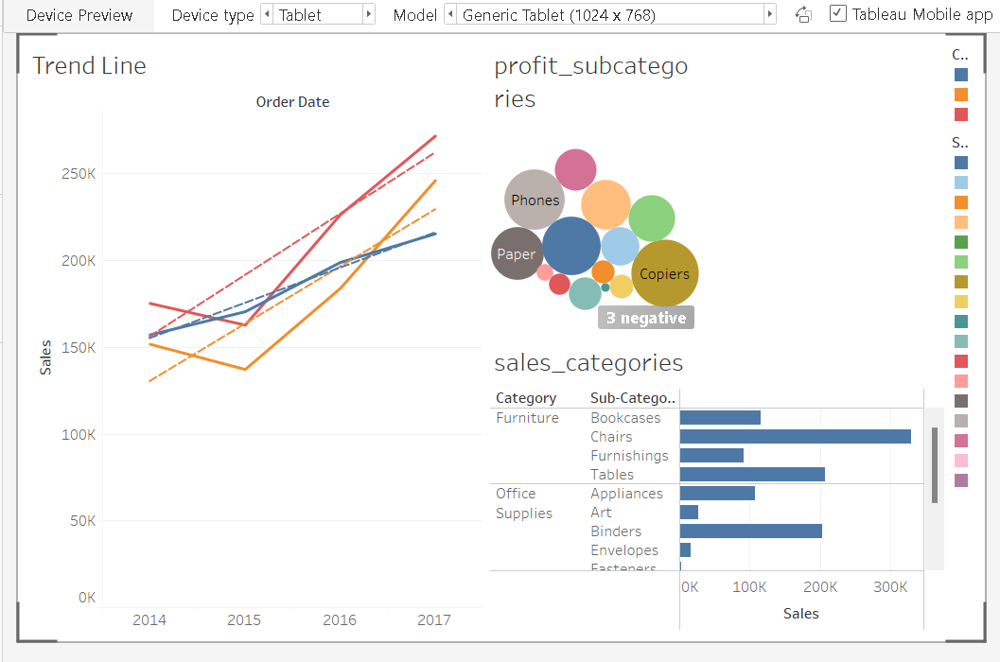 Device Preview Device type Tablet Model Generic Tablet (1024 x 768) Tableau Mobile app
Trend Line
Order Date
250K
200K
150K
100K
50K
0K
Sales
2014 2015 2016 2017
profit_subcatego
ries
Phones
Paper
Copiers
3 negative
sales_categories
Category Sub-Catego..
Furniture Bookcases
Chairs
Furnishings
Tables
Office Appliances
Supplies Art
Binders
Envelopes
Fasteners
0K 100K 200K 300K
Sales
C..
S..